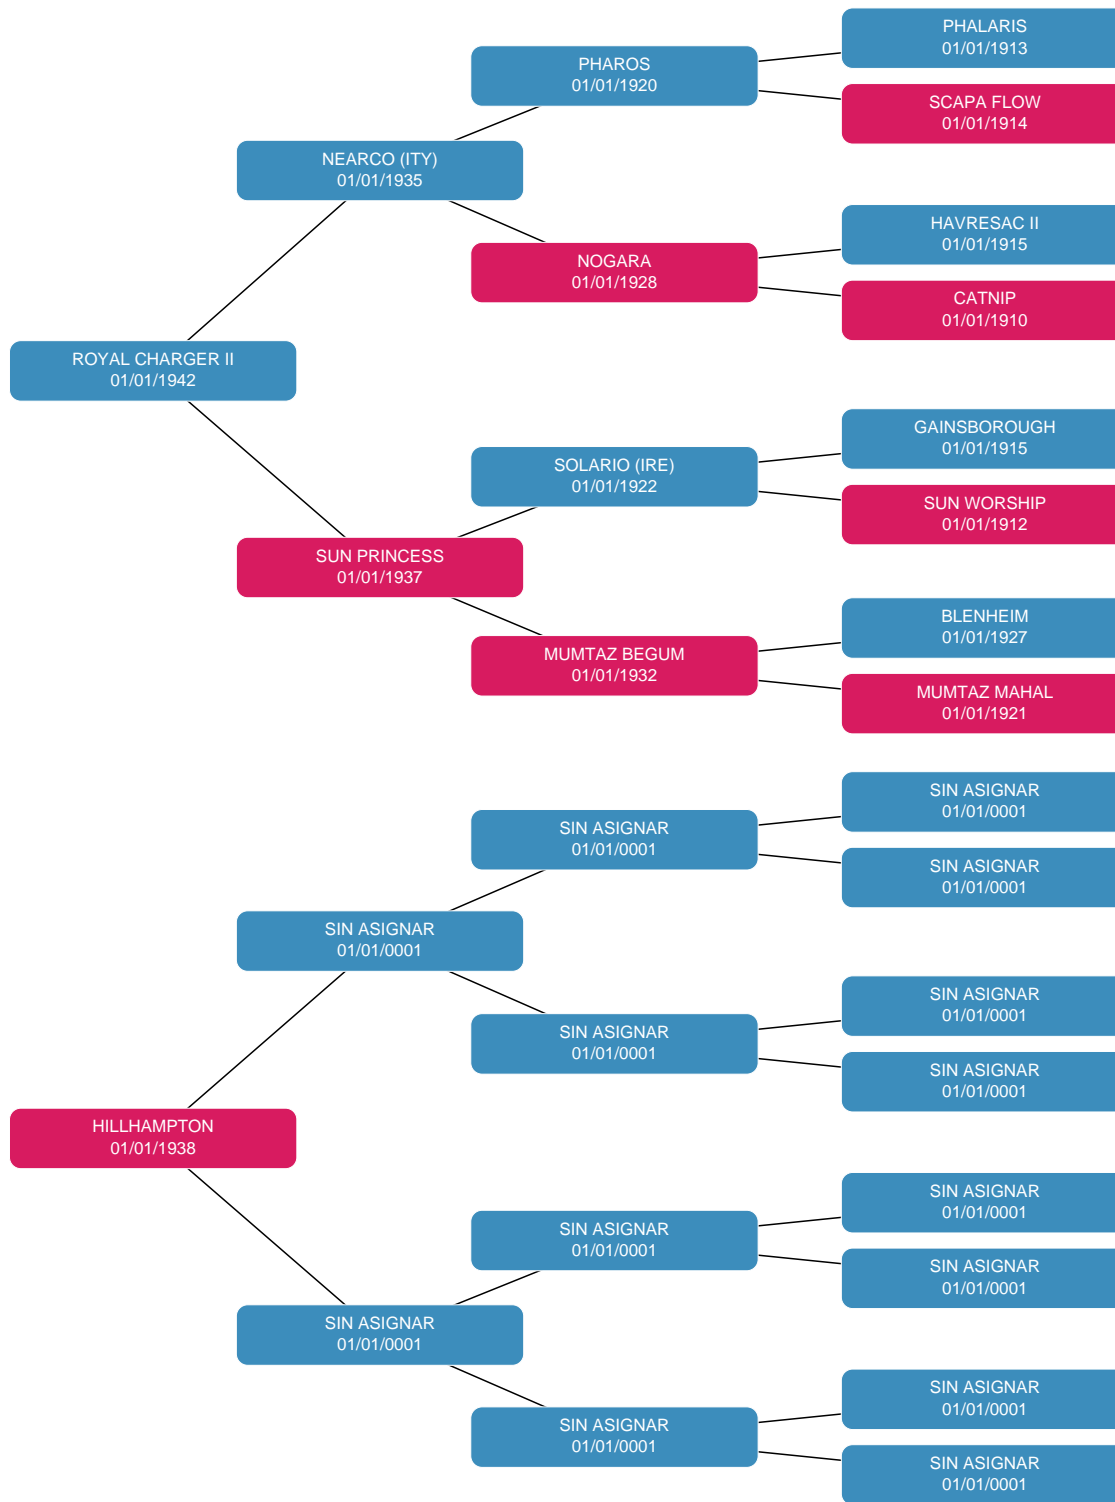 PHALARIS
01/01/1913
PHAROS
01/01/1920
SCAPA FLOW
01/01/1914
NEARCO (ITY)
01/01/1935
HAVRESAC II
01/01/1915
NOGARA
01/01/1928
CATNIP
01/01/1910
ROYAL CHARGER II
01/01/1942
GAINSBOROUGH
01/01/1915
SOLARIO (IRE)
01/01/1922
SUN WORSHIP
01/01/1912
SUN PRINCESS
01/01/1937
BLENHEIM
01/01/1927
MUMTAZ BEGUM
01/01/1932
MUMTAZ MAHAL
01/01/1921
SIN ASIGNAR
01/01/0001
SIN ASIGNAR
01/01/0001
SIN ASIGNAR
01/01/0001
SIN ASIGNAR
01/01/0001
SIN ASIGNAR
01/01/0001
SIN ASIGNAR
01/01/0001
SIN ASIGNAR
01/01/0001
HILLHAMPTON
01/01/1938
SIN ASIGNAR
01/01/0001
SIN ASIGNAR
01/01/0001
SIN ASIGNAR
01/01/0001
SIN ASIGNAR
01/01/0001
SIN ASIGNAR
01/01/0001
SIN ASIGNAR
01/01/0001
SIN ASIGNAR
01/01/0001